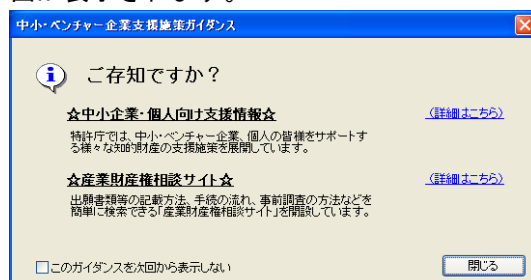 画が表示されます。
中小・ベンチャー企業支援施策ガイダンス
ご存知ですか？
☆中小企業・個人向け支援情報☆
（詳細はこちら）
特許庁では、中小・ベンチャー企業、個人の皆様をサポートす
る様々な知的財産の支援施策を展開しています。
☆産業財産権相談サイト☆
（詳細はこちら）
出願書類等の記載方法、手続の流れ、事前調査の方法などを
簡単に検索できる「産業財産権相談サイト」を開設しています。
このガイダンスを次回から表示しない
閉じる